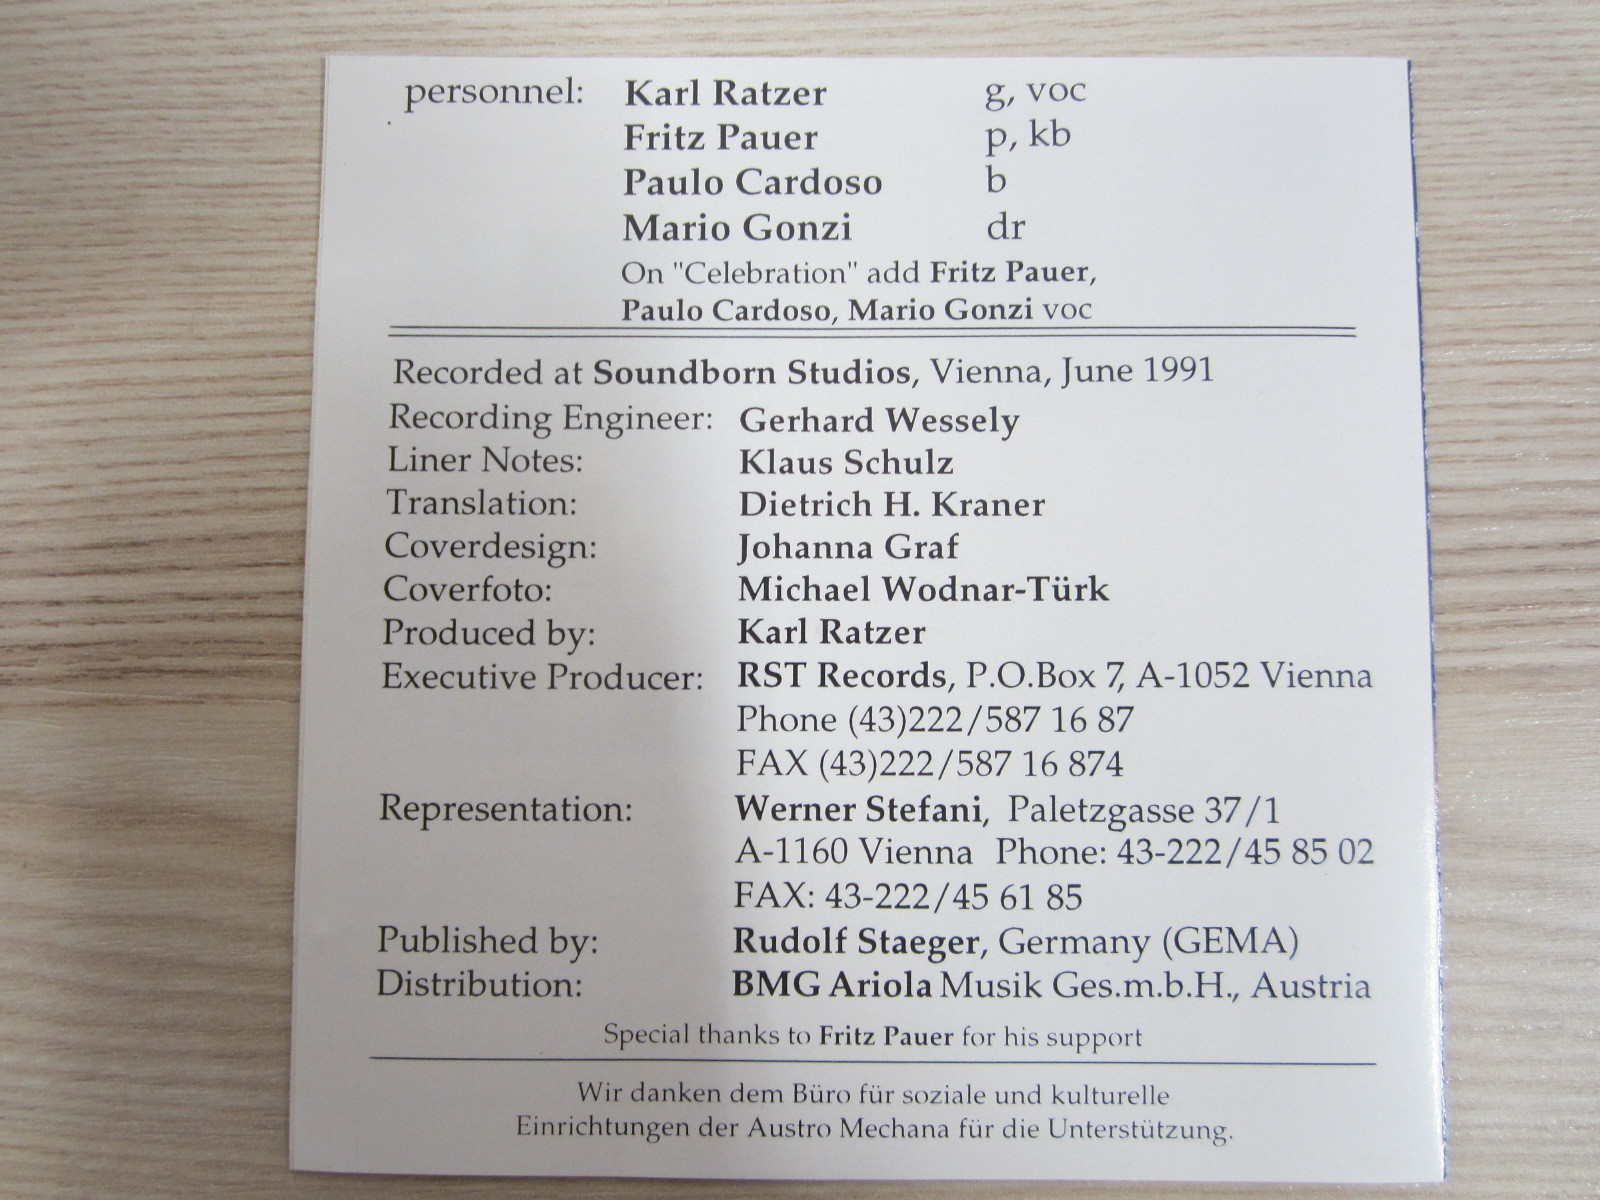 personnel: Karl Ratzer g, voc
Fritz Pauer p, kb
Paulo Cardoso b
Mario Gonzi dr
On "Celebration" add Fritz Pauer,
Paulo Cardoso, Mario Gonzi voc
Recorded at Soundborn Studios, Vienna, June 1991
Recording Engineer: Gerhard Wessely
Liner Notes: Klaus Schulz
Translation: Dietrich H. Kraner
Coverdesign: Johanna Graf
Coverfoto: Michael Wodnar-Türk
Produced by: Karl Ratzer
Executive Producer: RST Records, P.O.Box 7, A-1052 Vienna
Phone (43)222/587 16 87
FAX (43)222/587 16 874
Representation: Werner Stefani, Paletzgasse 37/1
A-1160 Vienna Phone: 43-222/45 85 02
FAX: 43-222/45 61 85
Published by: Rudolf Staeger, Germany (GEMA)
Distribution: BMG Ariola Musik Ges.m.b.H., Austria
Special thanks to Fritz Pauer for his support
Wir danken dem Büro für soziale und kulturelle
Einrichtungen der Austro Mechana für die Unterstützung.